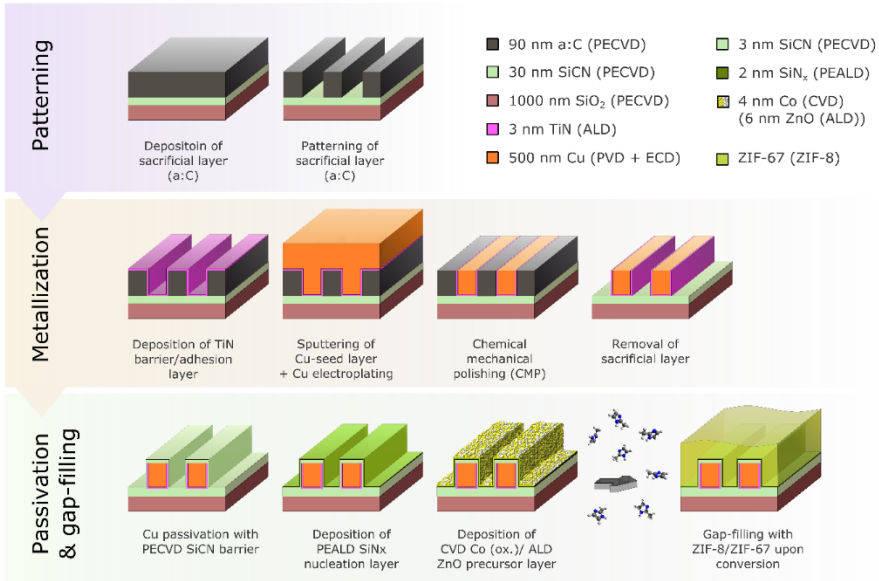 Patterning
Depositoin of
sacrificial layer
(a:C)
Patterning of
sacrificial layer
(a:C)
90 nm a:C (PECVD)
30 nm SiCN (PECVD)
1000 nm SiO₂ (PECVD)
3 nm TiN (ALD)
500 nm Cu (PVD + ECD)
3 nm SiCN (PECVD)
2 nm SiNₓ (PEALD)
4 nm Co (CVD)
(6 nm ZnO (ALD))
ZIF-67 (ZIF-8)
Metallization
Deposition of TiN
barrier/adhesion
layer
Sputtering of
Cu-seed layer
+ Cu electroplating
Chemical
mechanical
polishing (CMP)
Removal of
sacrificial layer
Passivation
& gap-filling
Cu passivation with
PECVD SiCN barrier
Deposition of
PEALD SiNx
nucleation layer
Deposition of
CVD Co (ox.)/ ALD
ZnO precursor layer
Gap-filling with
ZIF-8/ZIF-67 upon
conversion